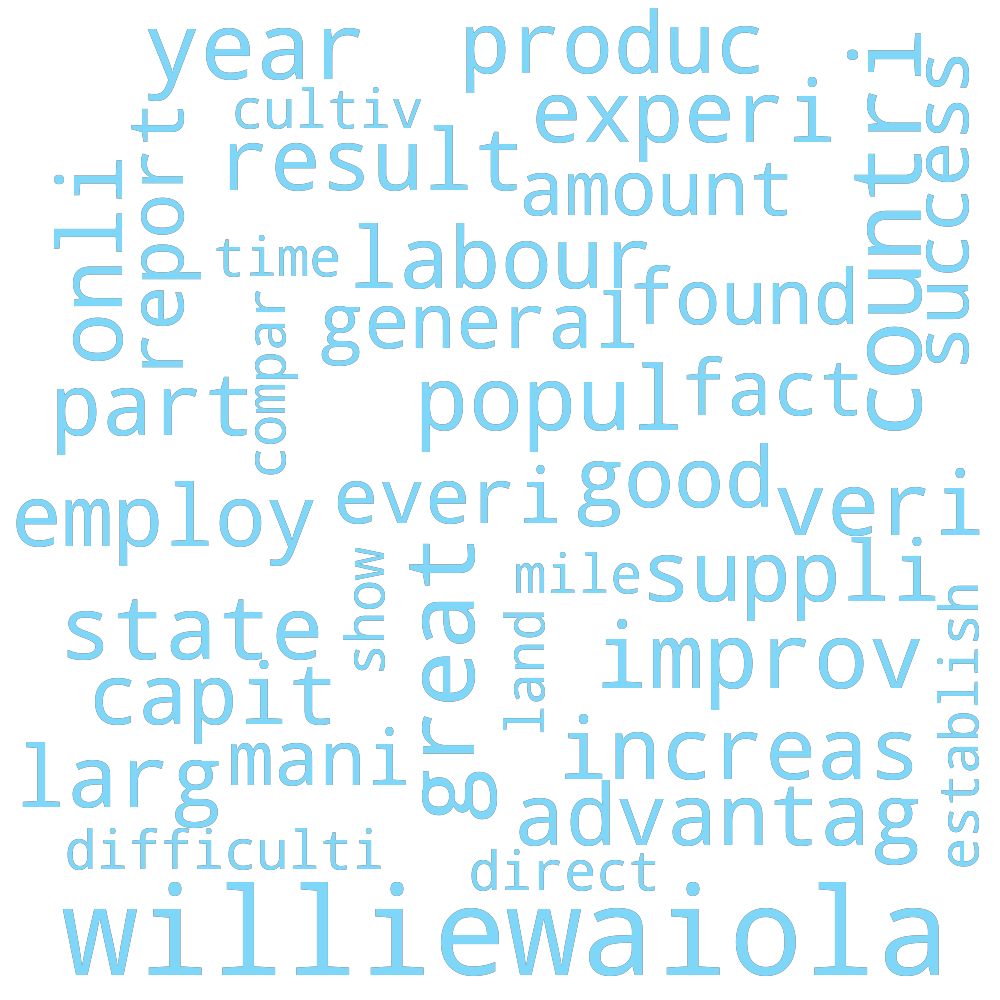 year
produc
countri
success
cultiv
experi
report
result
onli
amount
time
labour
found
general
compar
part
popul
fact
employ
everi
good
veri
show
great
mile
suppli
state
land
improv
establish
capit
larg
mani
increas
advantag
difficulti
direct
williewaiola